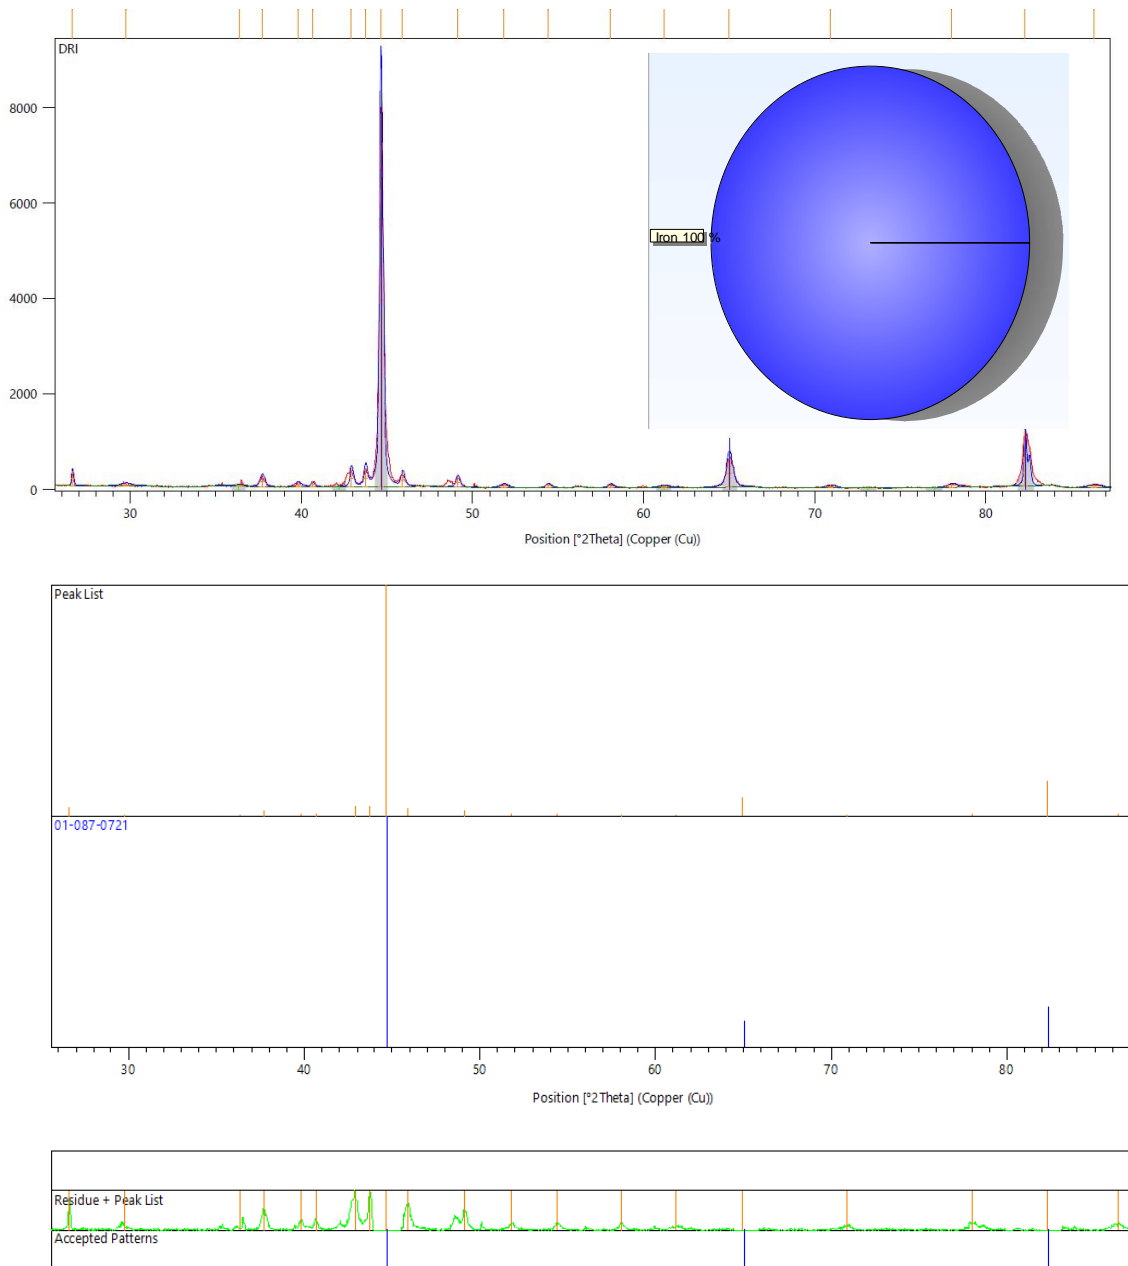 DRI
8000
6000
4000
2000
0
Iron 100 %
30 40 50 60 70 80
Position [°2Theta] (Copper (Cu))
Peak List
01-087-0721
30 40 50 60 70 80
Position [°2Theta] (Copper (Cu))
Residue + Peak List
Accepted Patterns